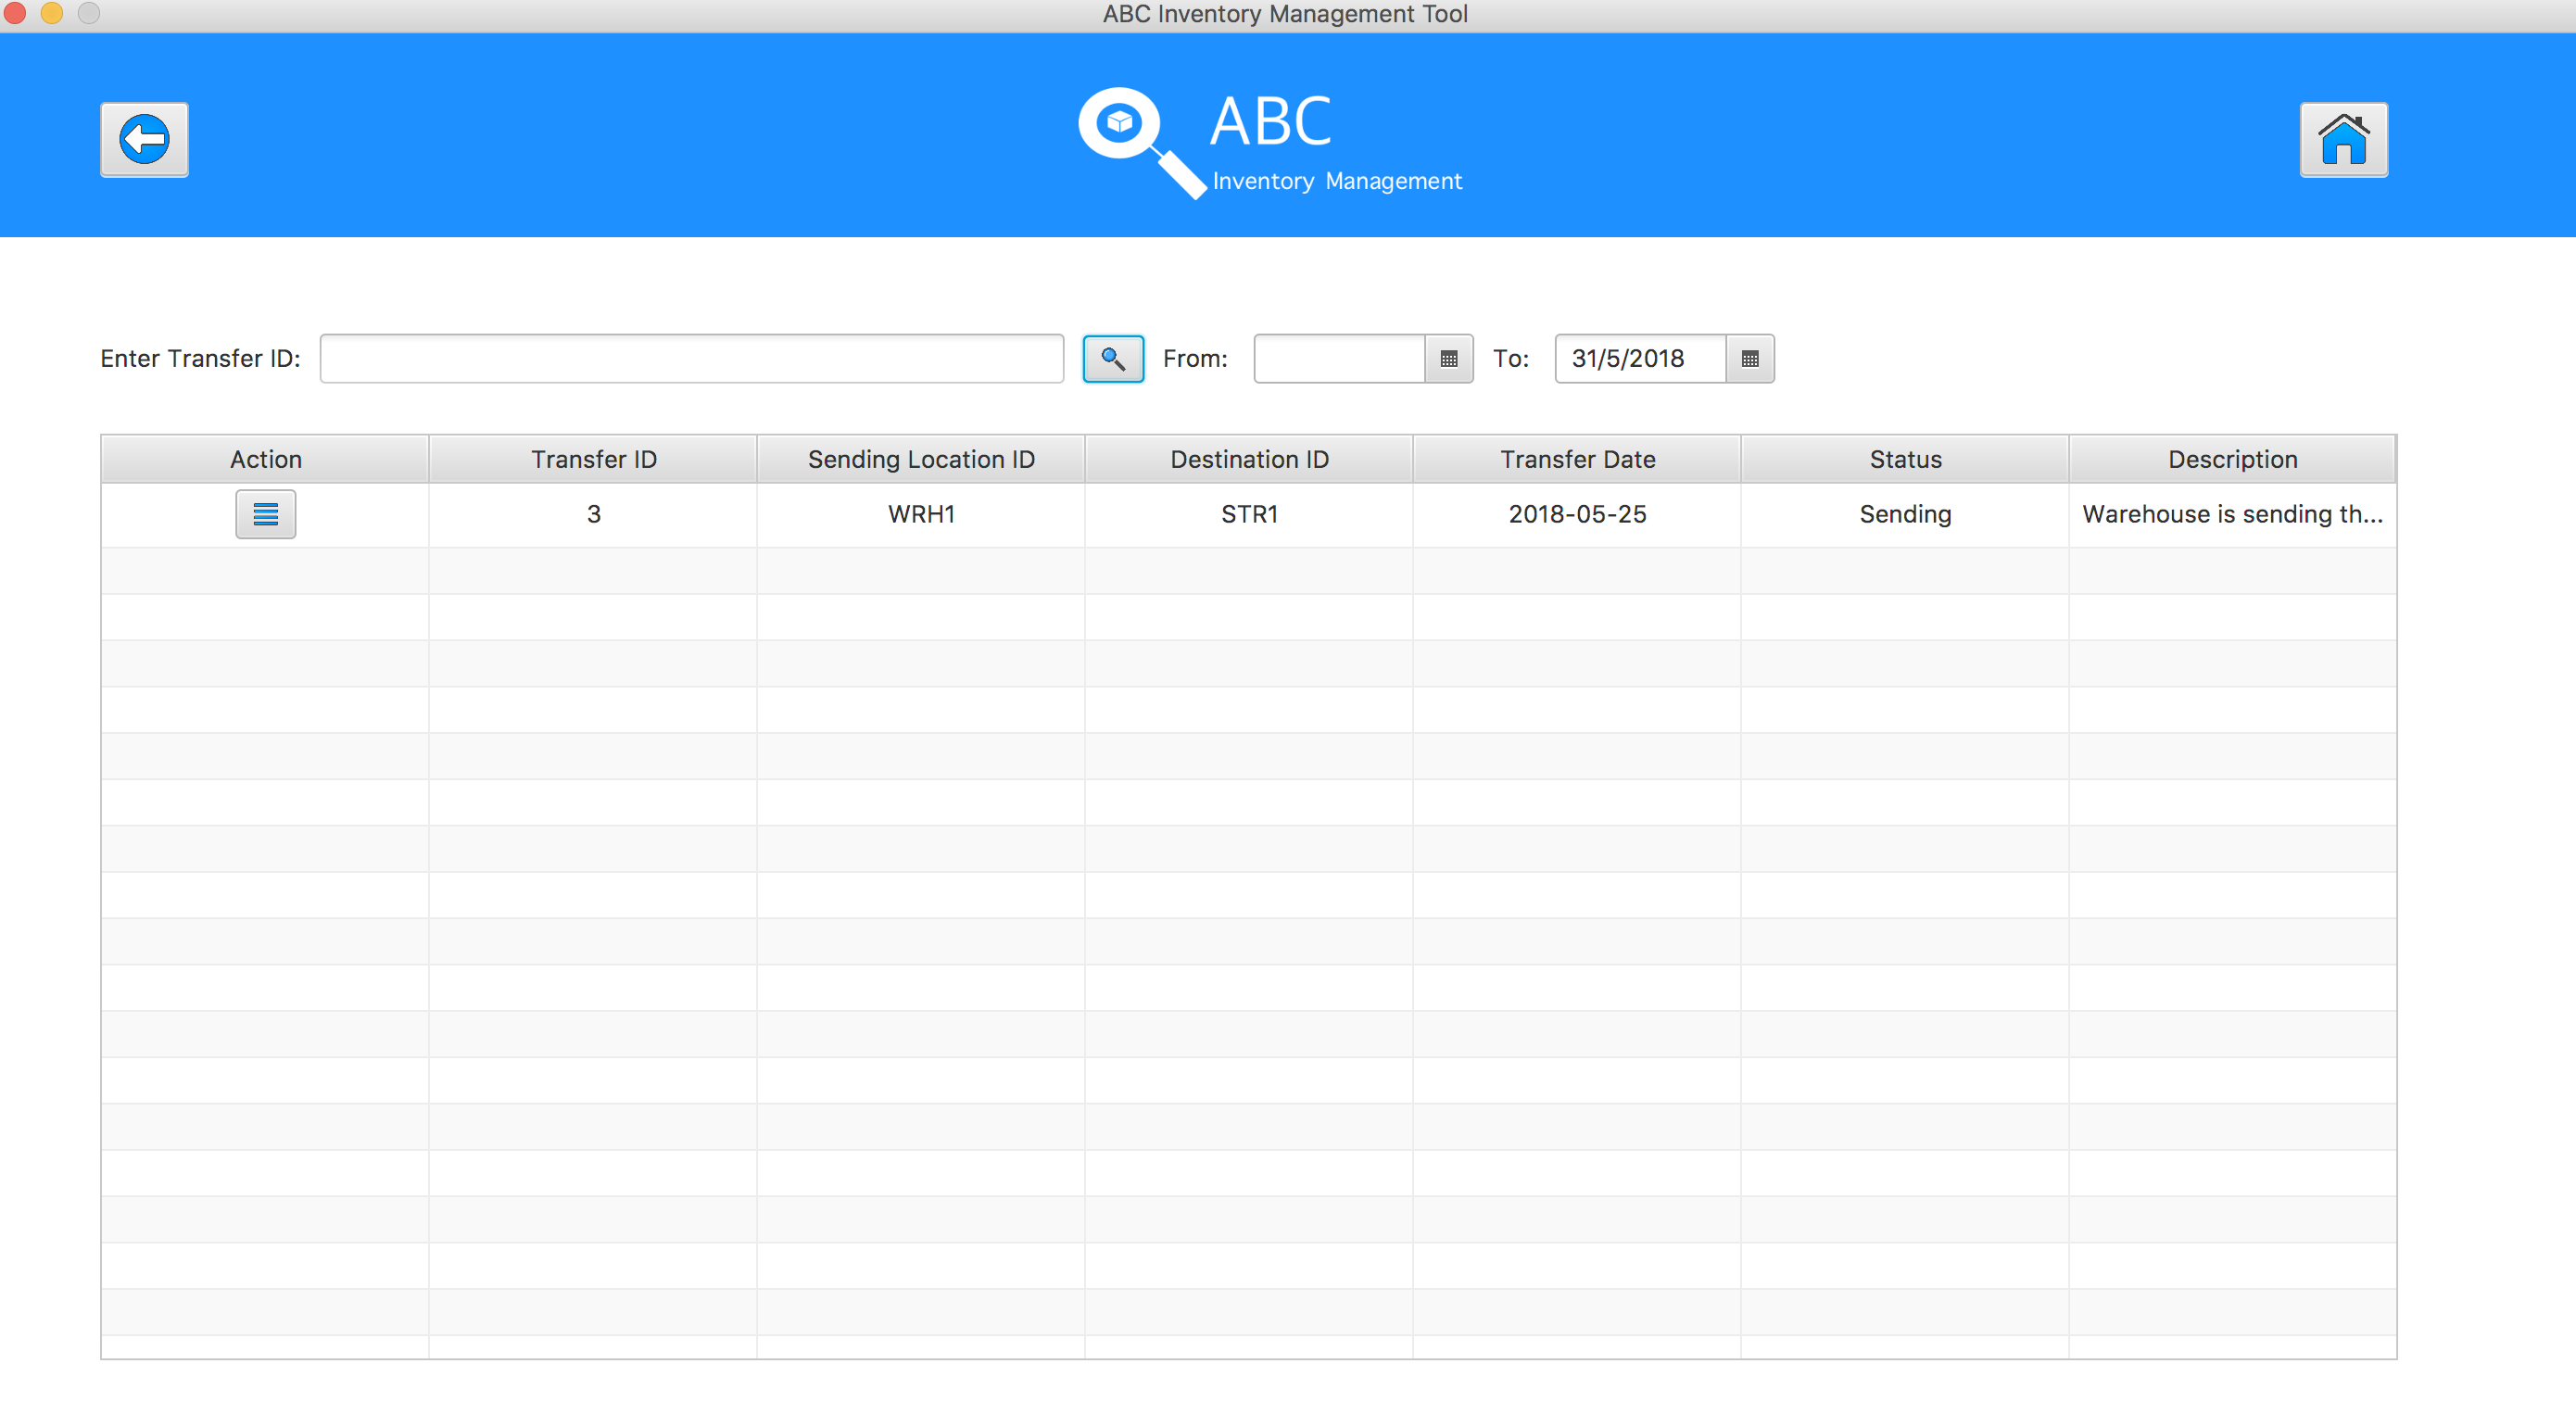 ABC Inventory Management Tool
ABC
Inventory Management
Enter Transfer ID: From: To: 31/5/2018
Action Transfer ID Sending Location ID Destination ID Transfer Date Status Description
3 WRH1 STR1 2018-05-25 Sending Warehouse is sending th...